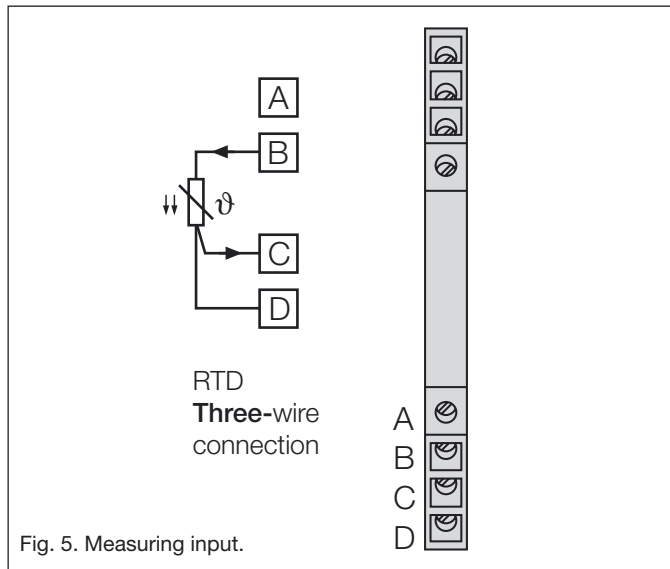 A
B
ϑ
C
D
RTD
Three-wire
connection
A
B
C
D
Fig. 5. Measuring input.